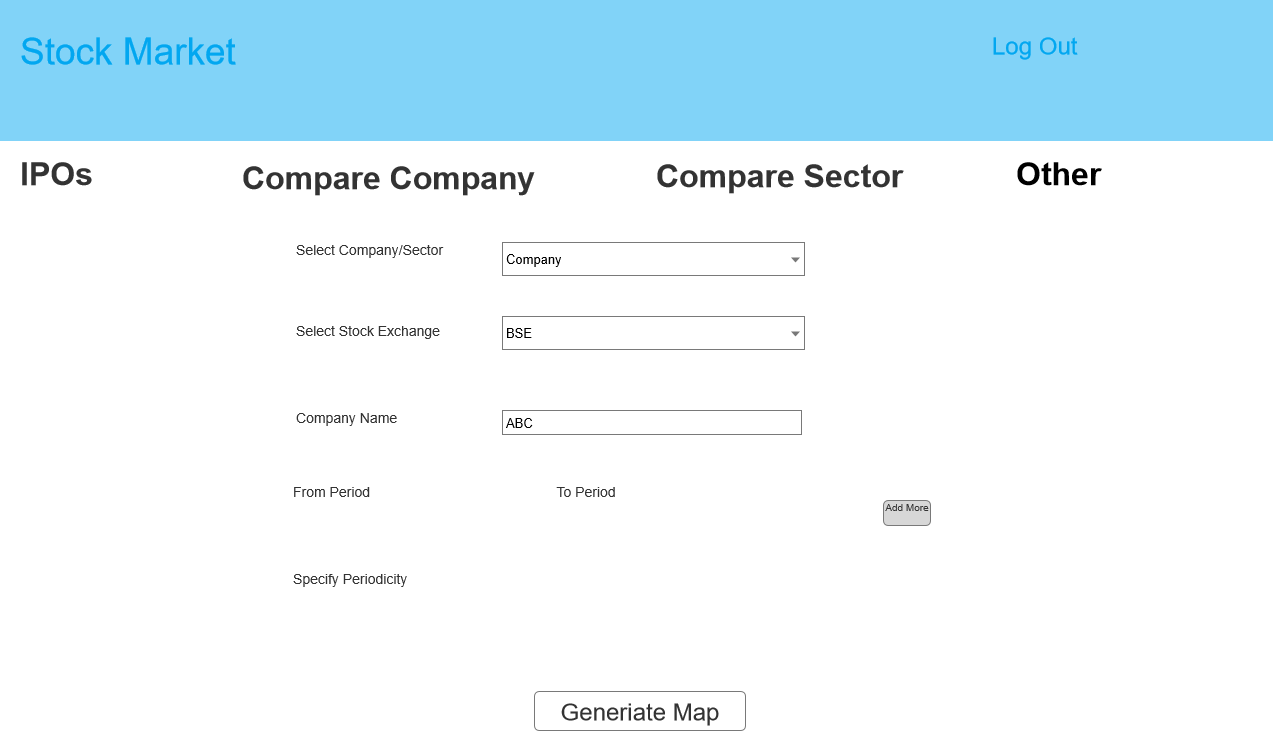 Stock Market
Log Out
IPOs
Compare Company
Compare Sector
Other
Select Company/Sector
Company
Select Stock Exchange
BSE
Company Name
ABC
From Period
To Period
Add More
Specify Periodicity
Generiate Map